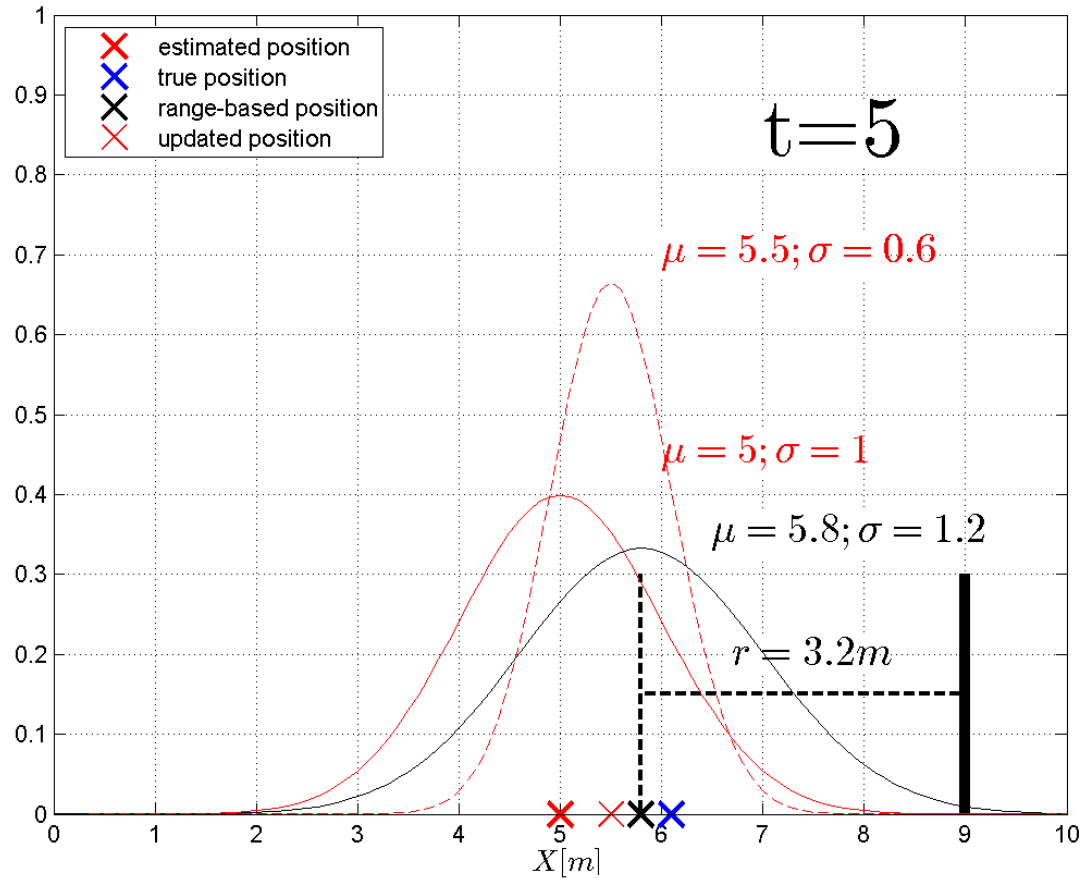 estimated position
true position
range-based position
updated position
t=5
μ = 5.5; σ = 0.6
μ = 5; σ = 1
μ = 5.8; σ = 1.2
r = 3.2m
1
0.9
0.8
0.7
0.6
0.5
0.4
0.3
0.2
0.1
0
0 1 2 3 4 5 6 7 8 9 10
X[m]